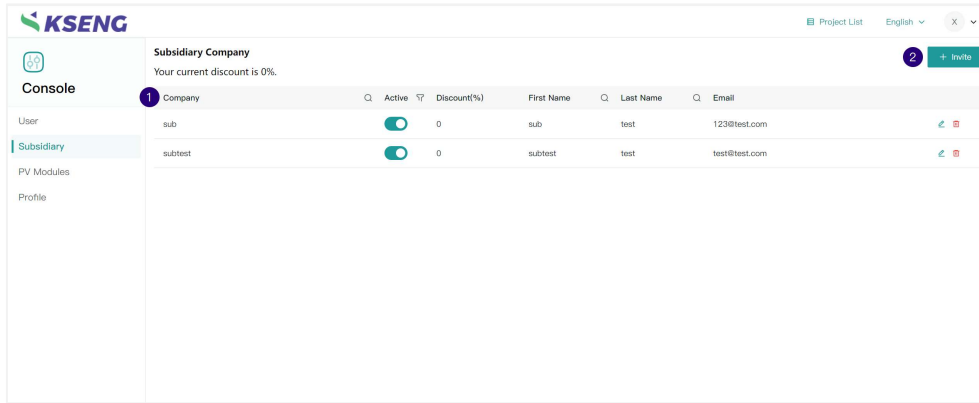 KSENG
Project List English X
Console
User
Subsidiary
PV Modules
Profile
Subsidiary Company
Your current discount is 0%.
2 + Invite
1 Company Active Discount(%) First Name Last Name Email
sub 0 sub test 123@test.com
subtest 0 subtest test test@test.com